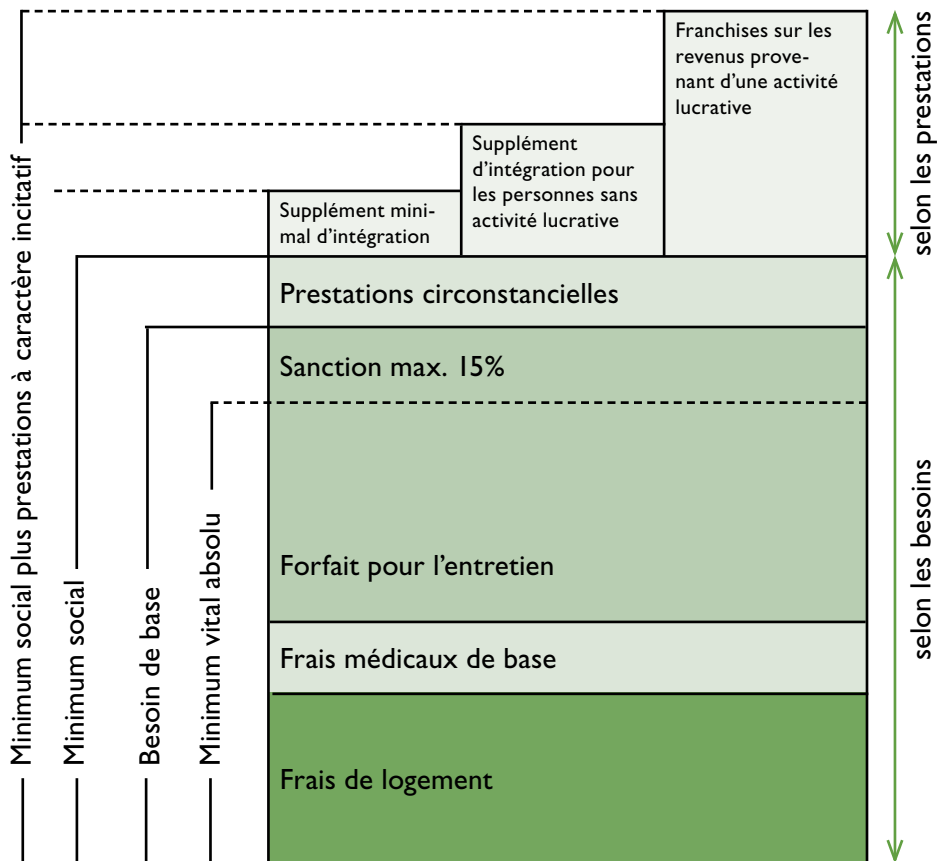 Franchises sur les
revenus prove-
nant d’une activité
lucrative
Supplément
d’intégration pour
les personnes sans
activité lucrative
Supplément mini-
mal d’intégration
Prestations circonstancielles
Sanction max. 15%
Forfait pour l’entretien
Frais médicaux de base
Frais de logement
Minimum social plus prestations à caractère incitatif
Minimum social
Besoin de base
Minimum vital absolu
selon les prestations
selon les besoins